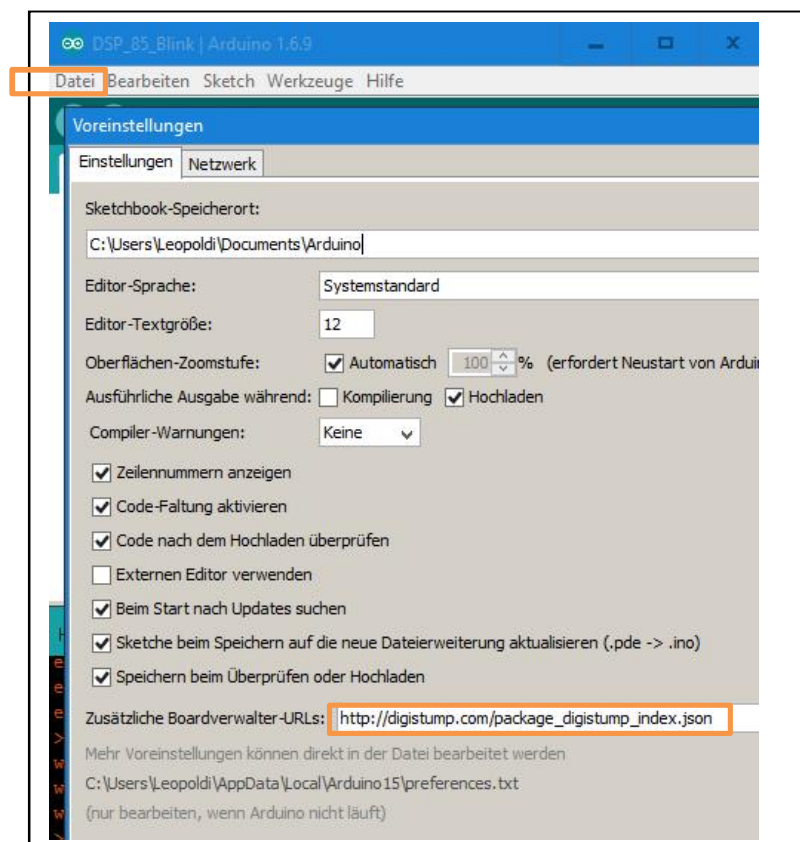 DSP_85_Blink | Arduino 1.6.9
Datei Bearbeiten Sketch Werkzeuge Hilfe
Voreinstellungen
Einstellungen Netzwerk
Sketchbook-Speicherort:
C:\Users\Leopoldi\Documents\Arduino
Editor-Sprache: Systemstandard
Editor-Textgröße: 12
Oberflächen-Zoomstufe: Automatisch 100 % (erfordert Neustart von
Ausführliche Ausgabe während: Kompilierung Hochladen
Compiler-Warnungen: Keine
Zeilennummern anzeigen
Code-Faltung aktivieren
Code nach dem Hochladen überprüfen
Externen Editor verwenden
Beim Start nach Updates suchen
Sketche beim Speichern auf die neue Dateierweiterung aktualisieren (.pde -> .ino)
Speichern beim Überprüfen oder Hochladen
Zusätzliche Boardverwalter-URLs: http://digistump.com/package_digistump_index.json
Mehr Voreinstellungen können direkt in der Datei bearbeitet werden
C:\Users\Leopoldi\AppData\Local\Arduino15\preferences.txt
(nur bearbeiten, wenn Arduino nicht läuft)